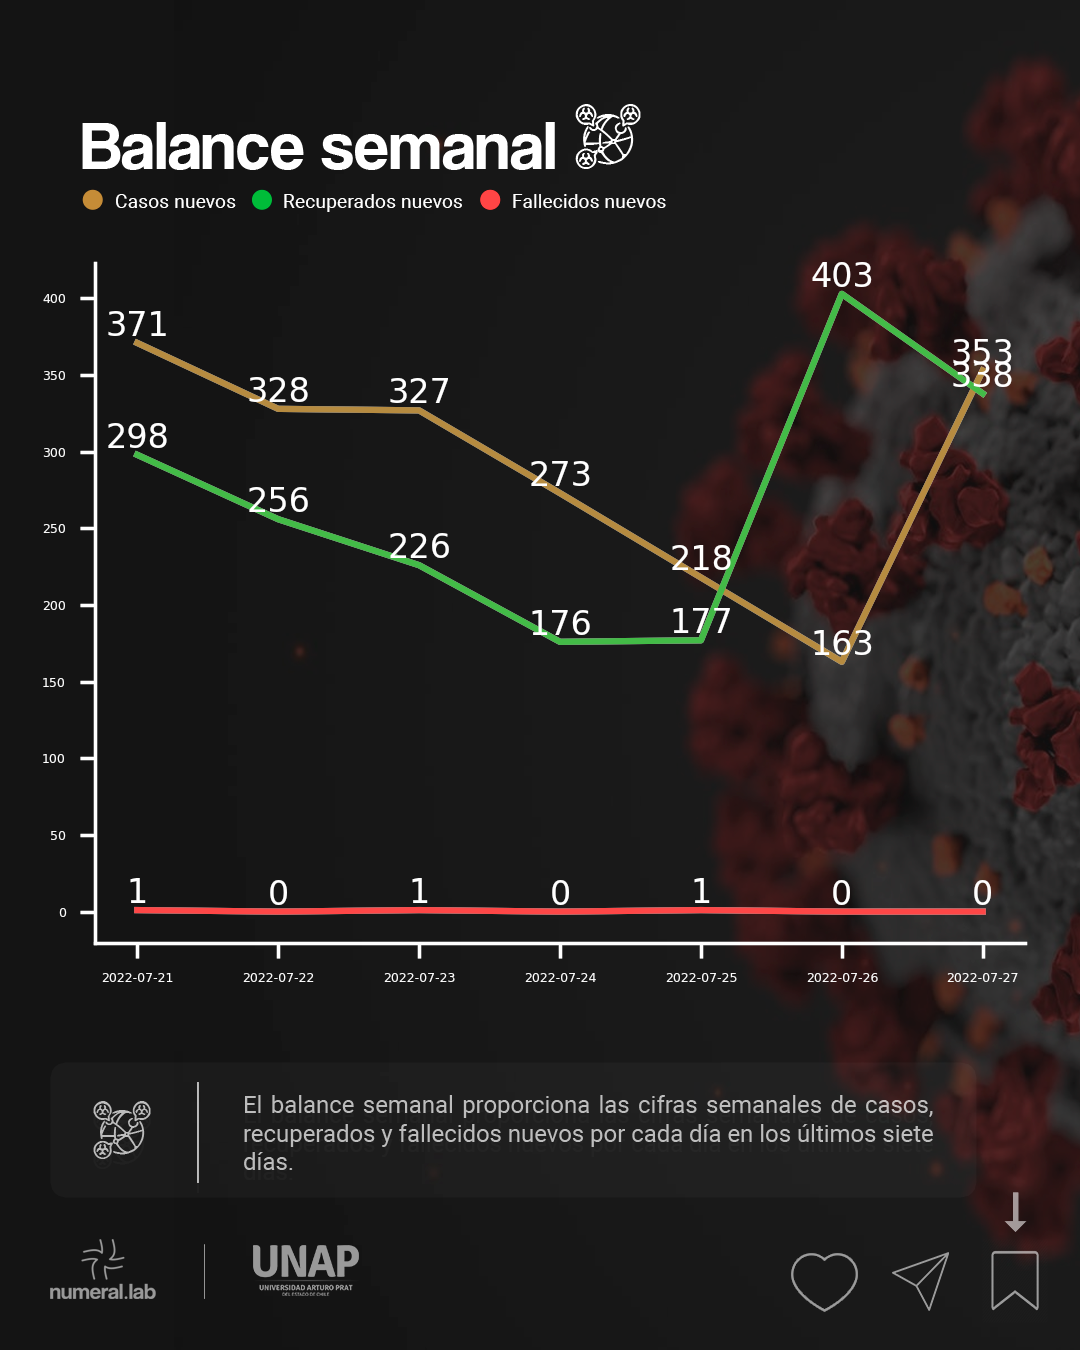 Balance semanal
Casos nuevos Recuperados nuevos Fallecidos nuevos
403
400
371
353
350
338
328
327
298
300
273
256
250
226
218
200
176
177
163
150
100
50
1 0 1 0 1 0 0
0
2022-07-21 2022-07-22 2022-07-23 2022-07-24 2022-07-25 2022-07-26 2022-07-27
El balance semanal proporciona las cifras semanales de casos,
recuperados y fallecidos nuevos por cada día en los últimos siete
días.
numeral.lab
UNAP
UNIVERSIDAD ARTURO PRAT
DEL ESTADO DE CHILE